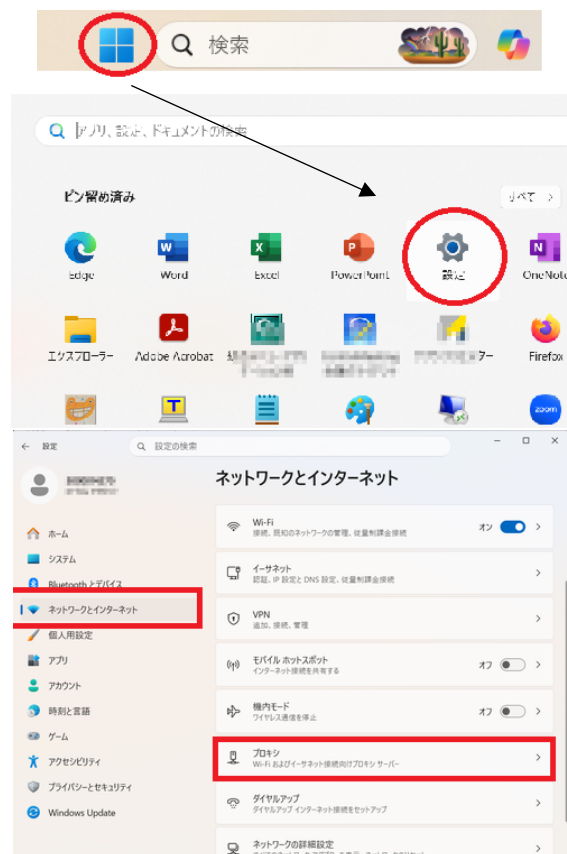 検索
アプリ、設定、ドキュメントの検索
ピン留め済み
すべて
Edge
Word
Excel
PowerPoint
設定
OneNote
エクスプローラー
Adobe Acrobat
ター
Firefox
zoom
設定
設定の検索
ネットワークとインターネット
ホーム
システム
Bluetooth とデバイス
ネットワークとインターネット
個人用設定
アプリ
アカウント
時刻と言語
ゲーム
アクセシビリティ
プライバシーとセキュリティ
Windows Update
Wi-Fi
接続、既知のネットワークの管理、従量制課金接続
オン
イーサネット
認証、IP 設定と DNS 設定、従量制課金接続
VPN
追加、接続、管理
モバイル ホットスポット
インターネット接続を共有する
オフ
機内モード
ワイヤレス通信を停止
オフ
プロキシ
Wi-Fi およびイーサネット接続向けプロキシ サーバー
ダイヤルアップ
ダイヤルアップ インターネット接続をセットアップ
ネットワークの詳細設定